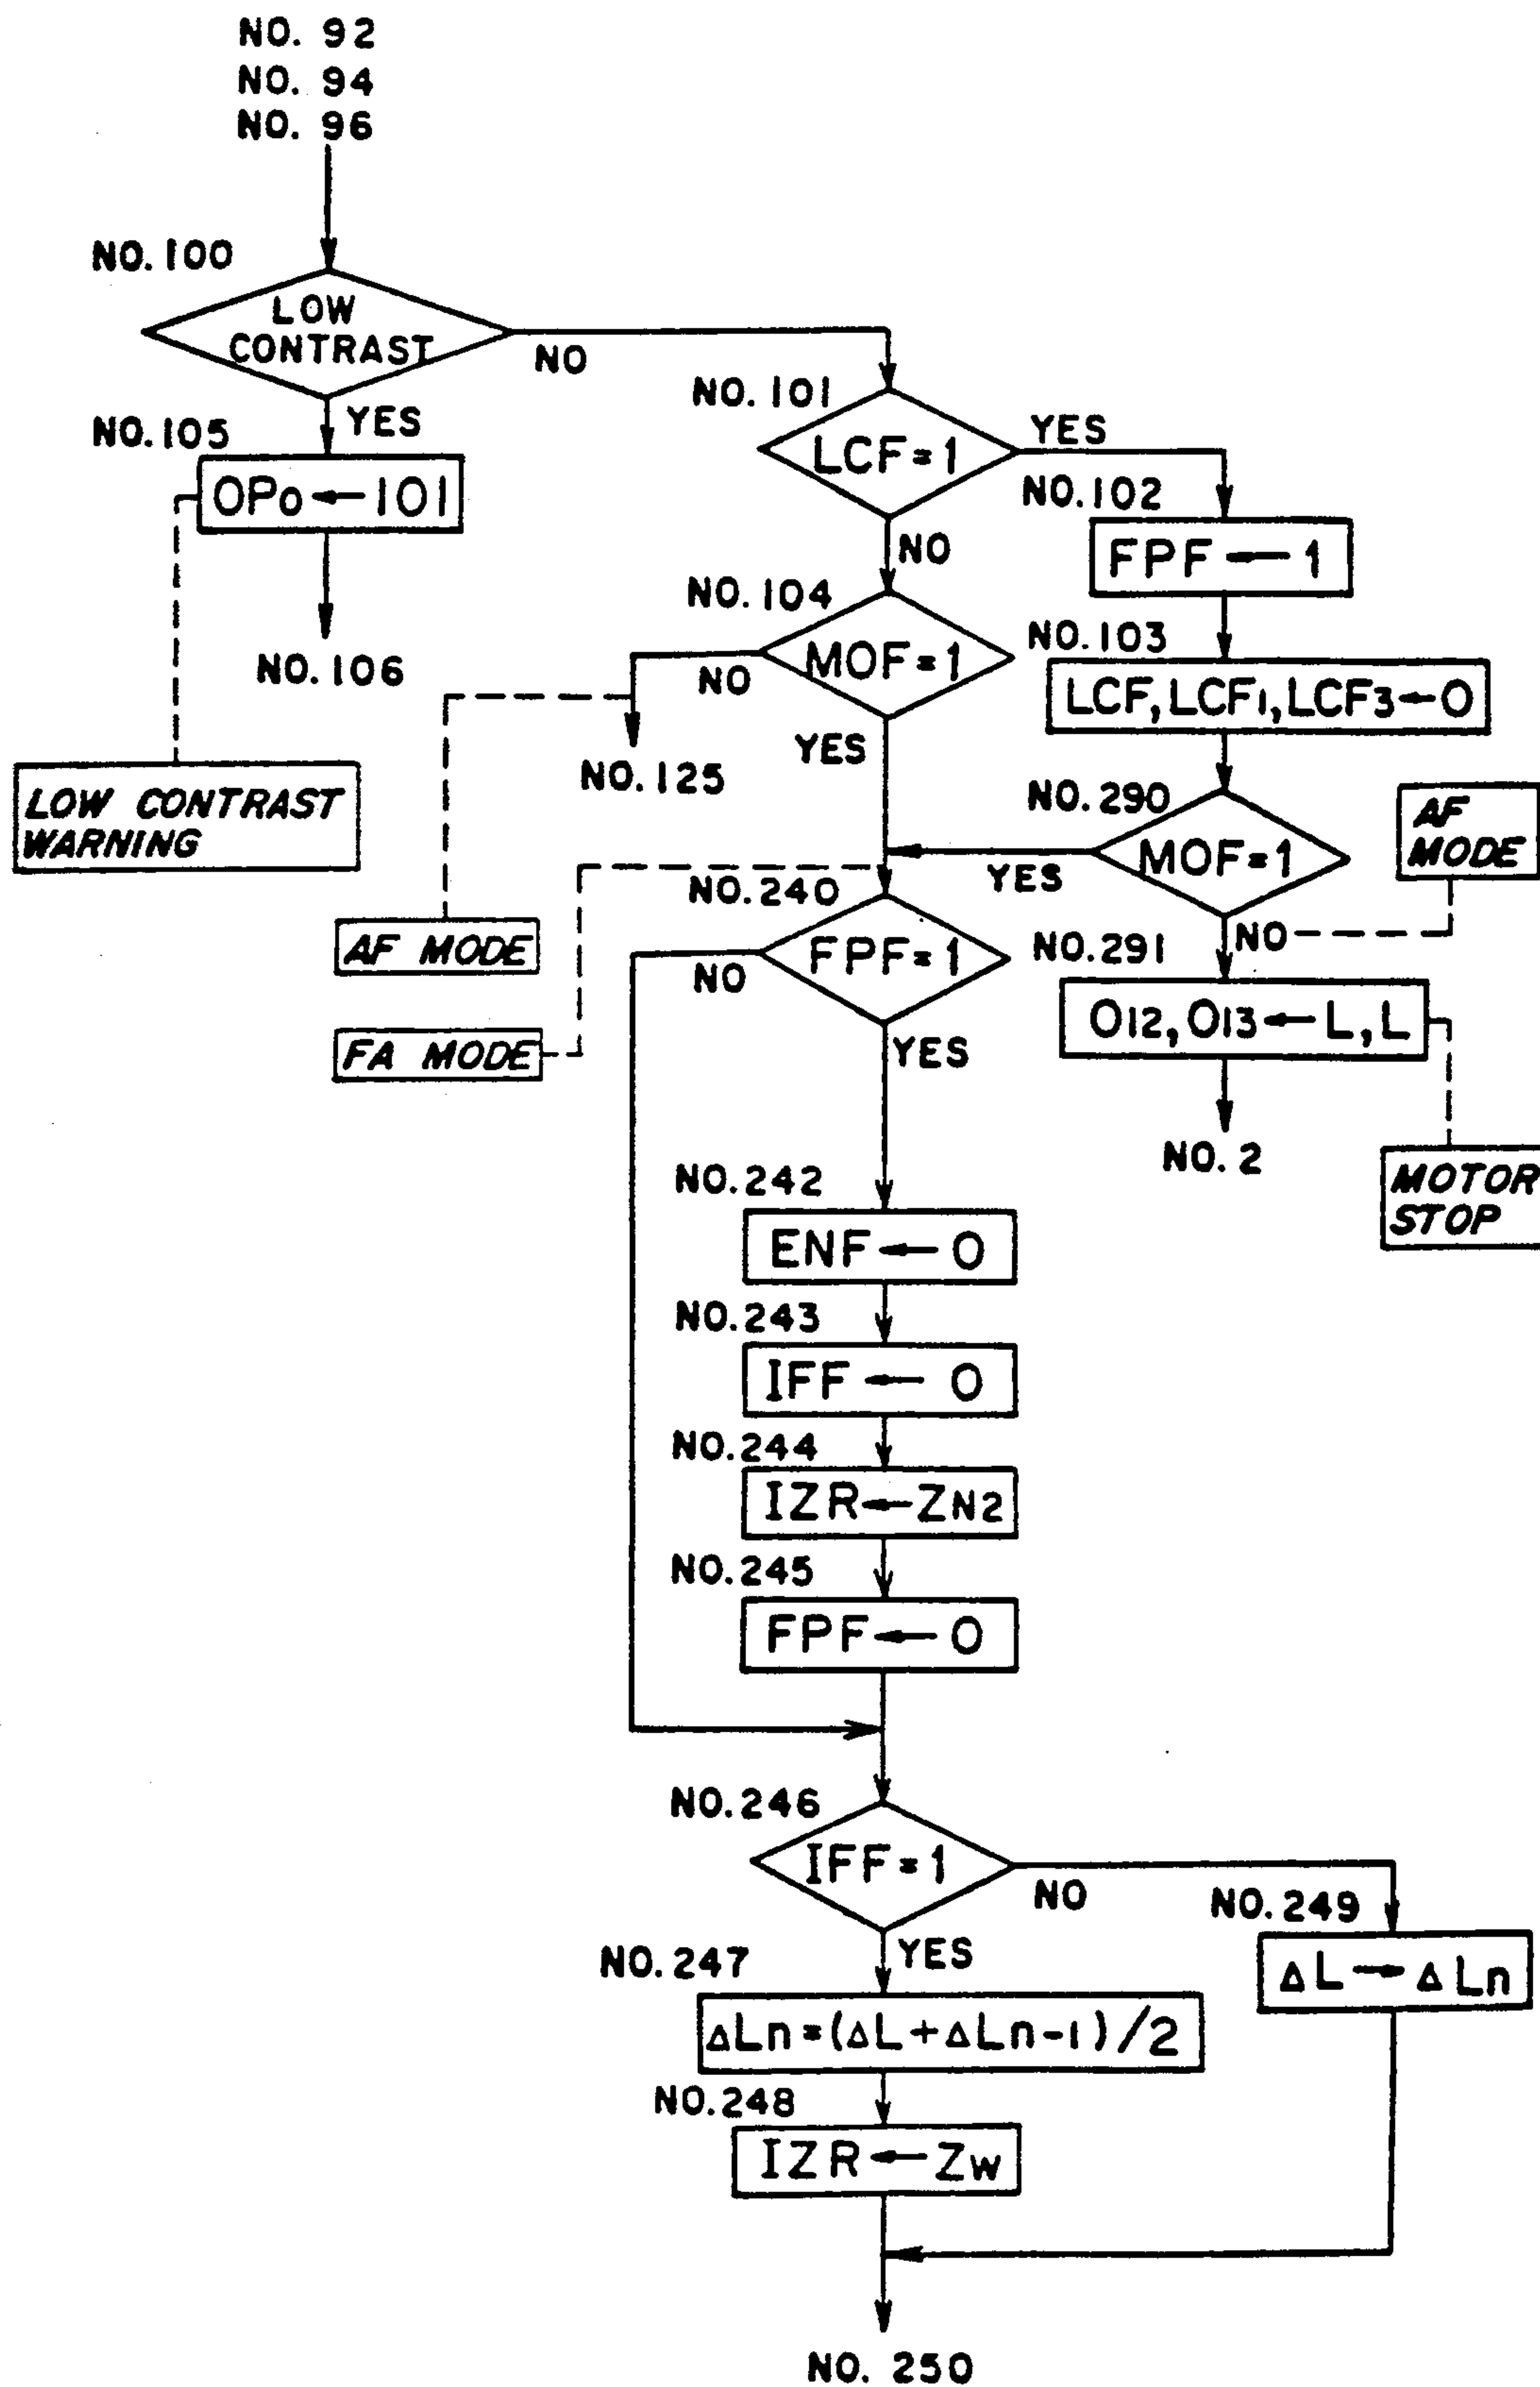 NO. 92
NO. 94
NO. 96
NO.100
LOW
CONTRAST
NO
YES
NO.105
OPo←101
NO.106
LOW CONTRAST
WARNING
NO.101
LCF=1
YES
NO
NO.102
FPF←1
NO.103
LCF, LCF1, LCF3←0
NO.104
MOF=1
NO
YES
NO.125
AF MODE
FA MODE
NO.290
MOF=1
YES
NO
AF
MODE
NO.291
O12, O13←L, L
NO. 2
MOTOR
STOP
NO.240
FPF=1
NO
YES
NO.242
ENF←0
NO.243
IFF←0
NO.244
IZR←ZN2
NO.245
FPF←0
NO.246
IFF=1
NO
YES
NO.249
ΔL→ΔLn
NO.247
ΔLn=(ΔL+ΔLn-1)/2
NO.248
IZR←Zw
NO. 250